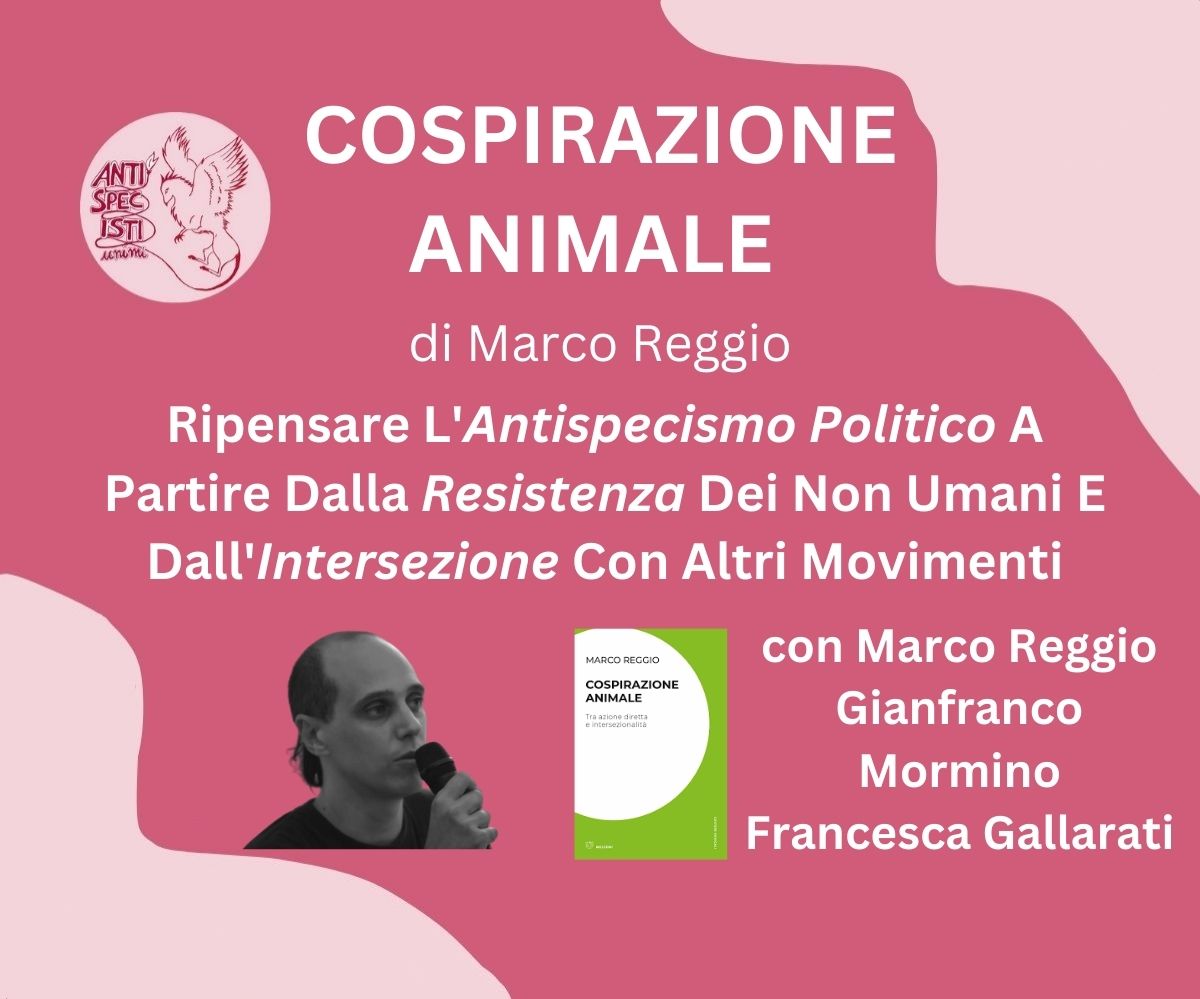 COSPIRAZIONE
ANIMALE
ANTI
SPEC
ISTI
unimi
di Marco Reggio
Ripensare L'Antispecismo Politico A
Partire Dalla Resistenza Dei Non Umani E
Dall'Intersezione Con Altri Movimenti
MARCO REGGIO
COSPIRAZIONE
ANIMALE
Tra azione diretta
e intersezionalità
MELTEMI
con Marco Reggio
Gianfranco
Mormino
Francesca Gallarati